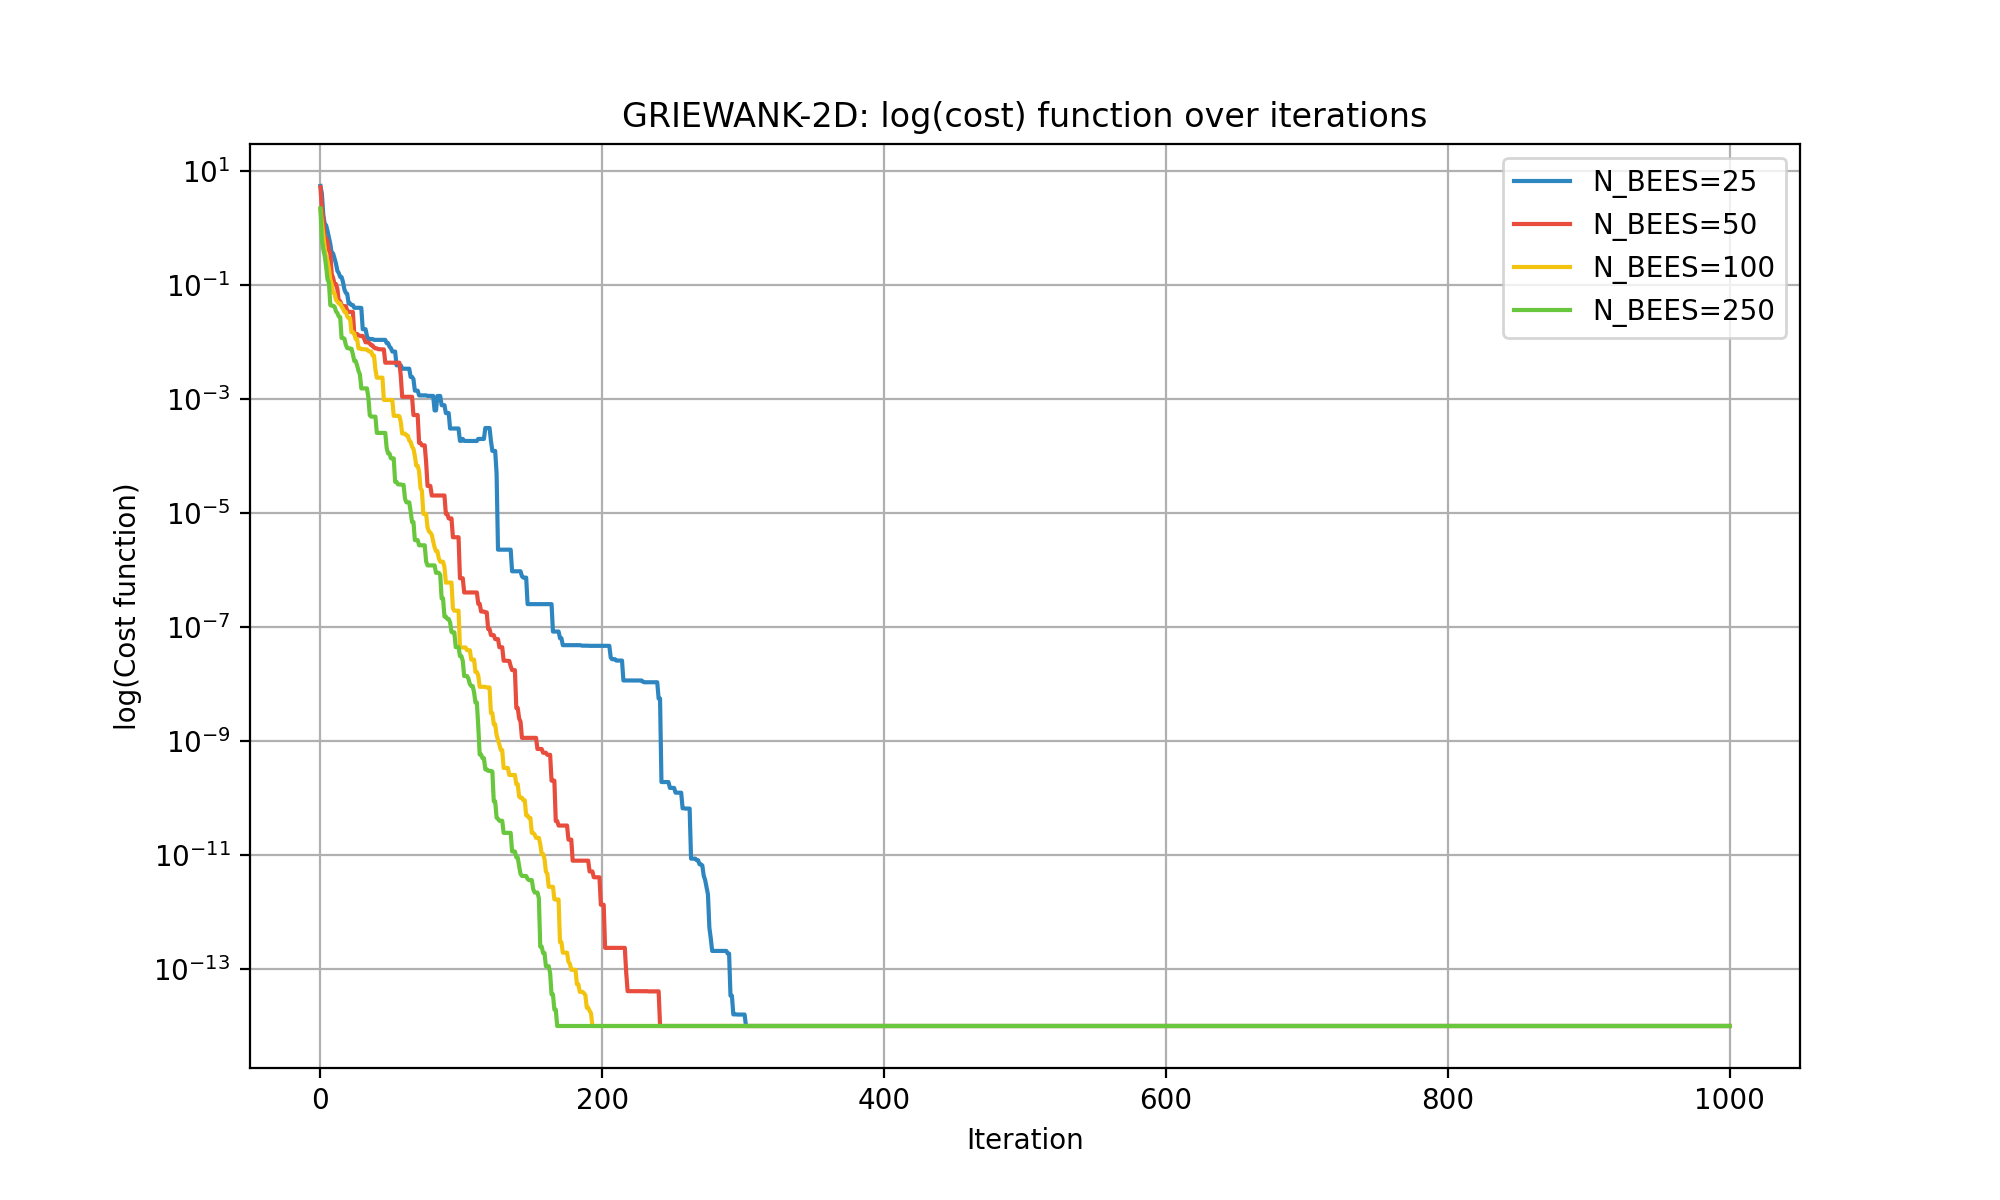 GRIEWANK-2D: log(cost) function over iterations
N_BEES=25
N_BEES=50
N_BEES=100
N_BEES=250
log(Cost function)
10¹
10⁻¹
10⁻³
10⁻⁵
10⁻⁷
10⁻⁹
10⁻¹¹
10⁻¹³
0 200 400 600 800 1000
Iteration